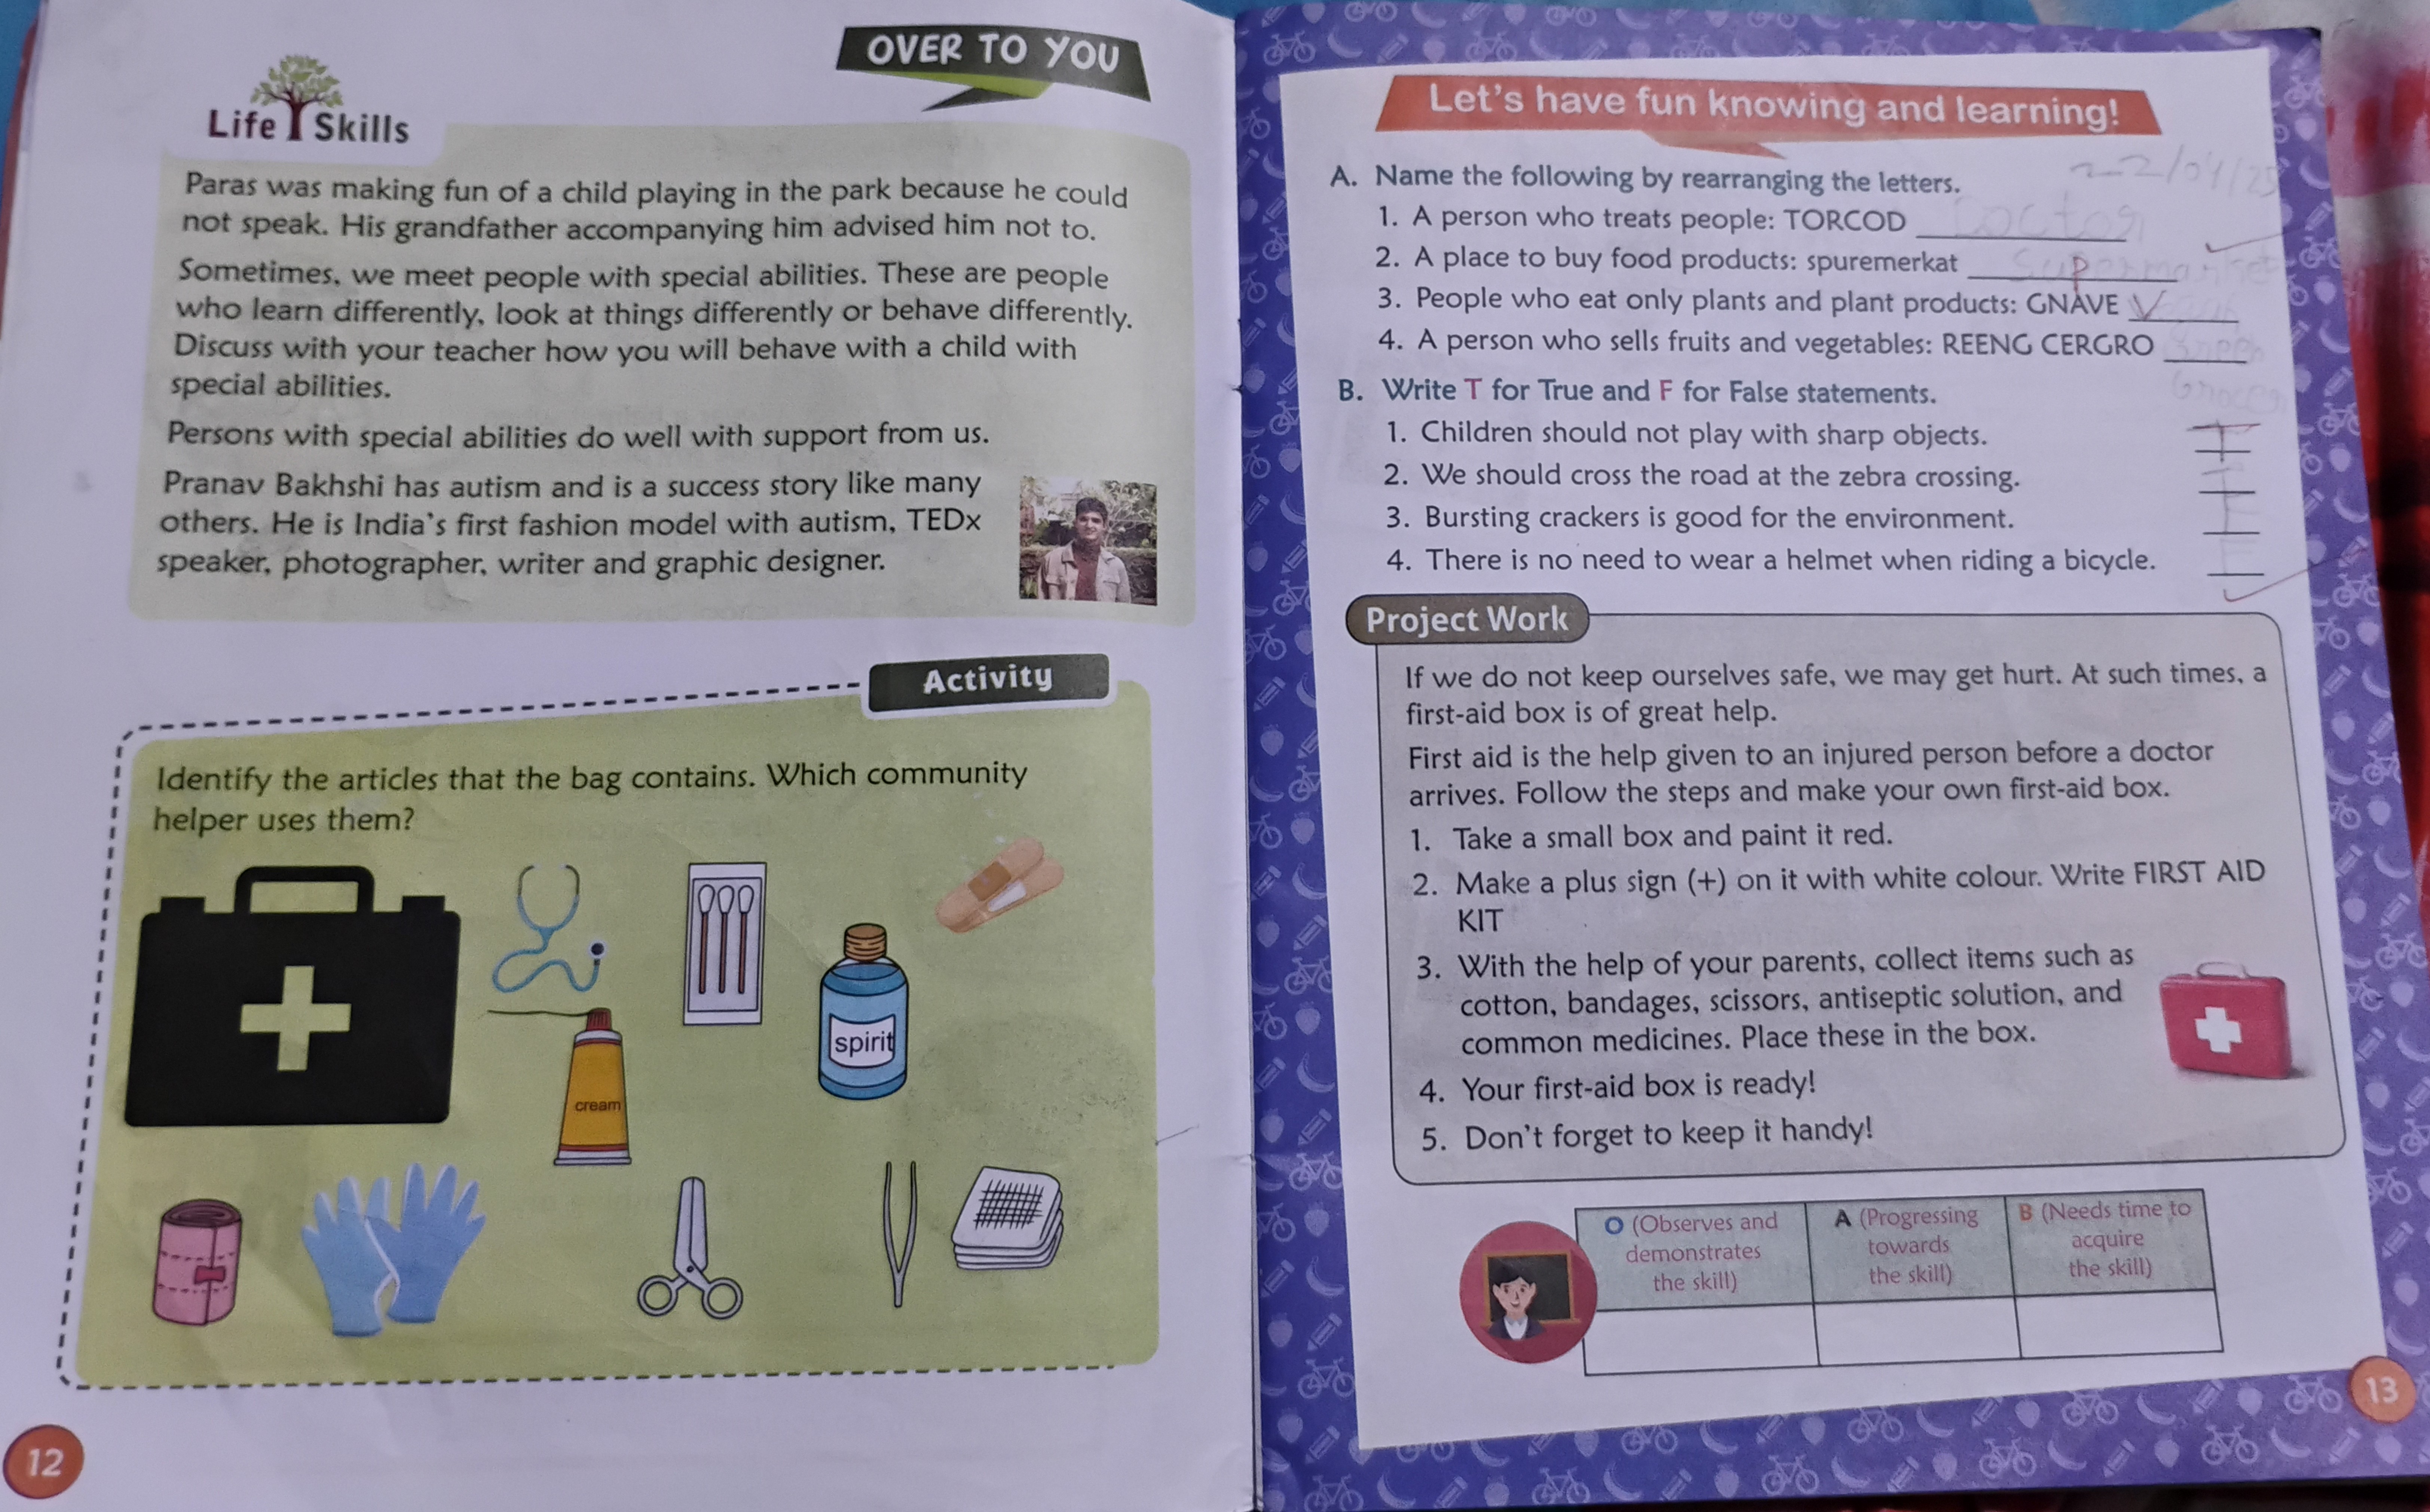 OVER TO YOU
Life Skills
Paras was making fun of a child playing in the park because he could
not speak. His grandfather accompanying him advised him not to.
Sometimes, we meet people with special abilities. These are people
who learn differently, look at things differently or behave differently.
Discuss with your teacher how you will behave with a child with
special abilities.
Persons with special abilities do well with support from us.
Pranav Bakhshi has autism and is a success story like many
others. He is India's first fashion model with autism, TEDx
speaker, photographer, writer and graphic designer.
Activity
Identify the articles that the bag contains. Which community
helper uses them?
spirit
cream
12
Let's have fun knowing and learning!
22/04/25
A. Name the following by rearranging the letters.
1. A person who treats people: TORCOD Doctor
2. A place to buy food products: spuremerkat Supermarket
3. People who eat only plants and plant products: GNAVE
4. A person who sells fruits and vegetables: REENG CERGRO Green
Grocer
B. Write T for True and F for False statements.
1. Children should not play with sharp objects. T
2. We should cross the road at the zebra crossing. T
3. Bursting crackers is good for the environment. F
4. There is no need to wear a helmet when riding a bicycle.
Project Work
If we do not keep ourselves safe, we may get hurt. At such times, a
first-aid box is of great help.
First aid is the help given to an injured person before a doctor
arrives. Follow the steps and make your own first-aid box.
1. Take a small box and paint it red.
2. Make a plus sign (+) on it with white colour. Write FIRST AID
KIT
3. With the help of your parents, collect items such as
cotton, bandages, scissors, antiseptic solution, and
common medicines. Place these in the box.
4. Your first-aid box is ready!
5. Don't forget to keep it handy!
O (Observes and
demonstrates
the skill)
A (Progressing
towards
the skill)
B (Needs time to
acquire
the skill)
13